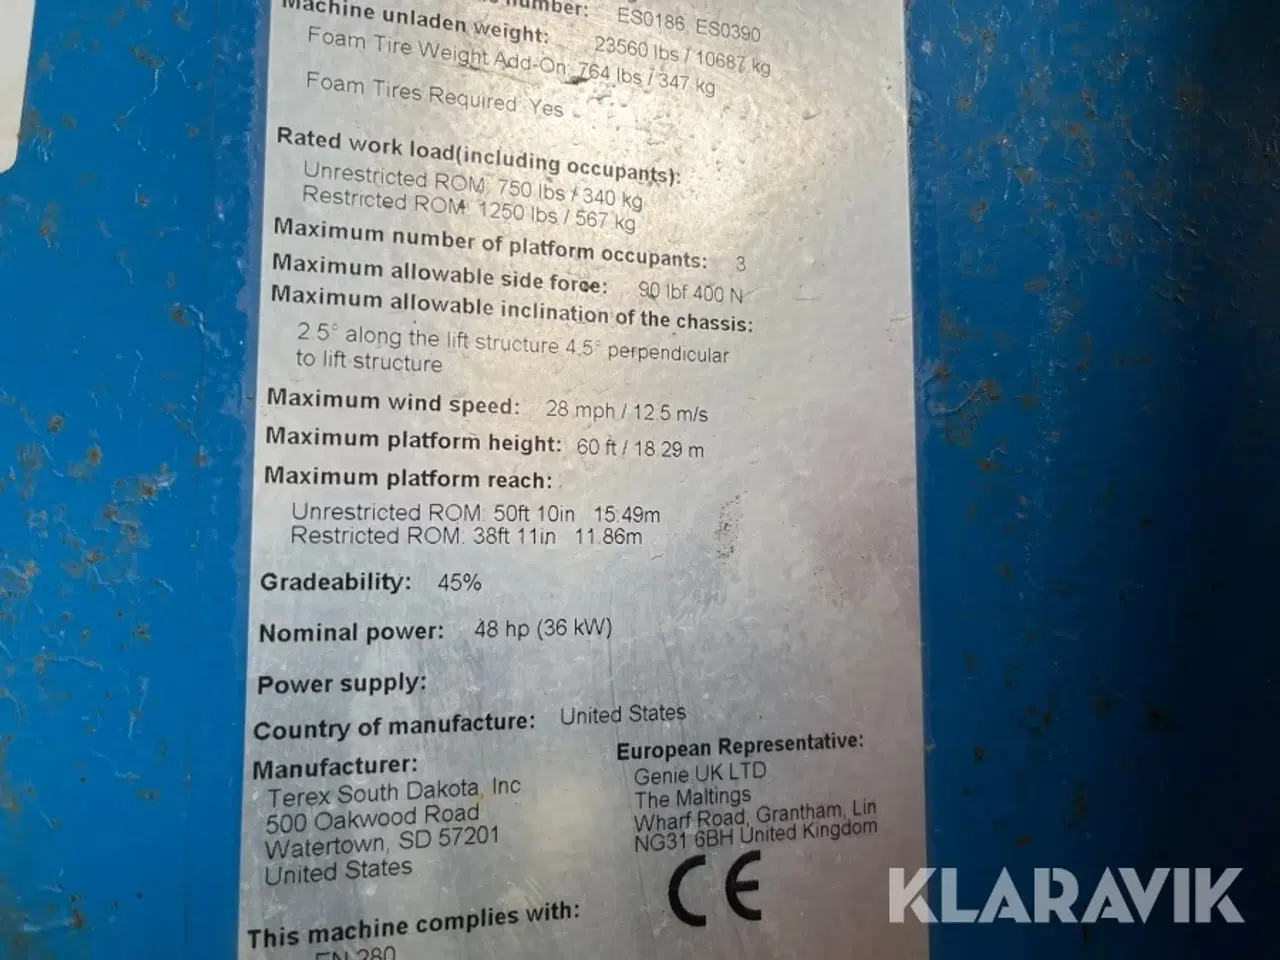 number: ES0186, ES0390
Machine unladen weight: 23560 lbs / 10687 kg
Foam Tire Weight Add-On: 764 lbs / 347 kg
Foam Tires Required: Yes
Rated work load(including occupants):
Unrestricted ROM: 750 lbs / 340 kg
Restricted ROM: 1250 lbs / 567 kg
Maximum number of platform occupants: 3
Maximum allowable side force: 90 lbf 400 N
Maximum allowable inclination of the chassis:
2.5° along the lift structure 4.5° perpendicular
to lift structure
Maximum wind speed: 28 mph / 12.5 m/s
Maximum platform height: 60 ft / 18.29 m
Maximum platform reach:
Unrestricted ROM: 50ft 10in 15.49m
Restricted ROM: 38ft 11in 11.86m
Gradeability: 45%
Nominal power: 48 hp (36 kW)
Power supply:
Country of manufacture: United States
Manufacturer:
Terex South Dakota, Inc
500 Oakwood Road
Watertown, SD 57201
United States
European Representative:
Genie UK LTD
The Maltings
Wharf Road, Grantham, Lin
NG31 6BH United Kingdom
CE
This machine complies with:
EN 280
KLARAVIK